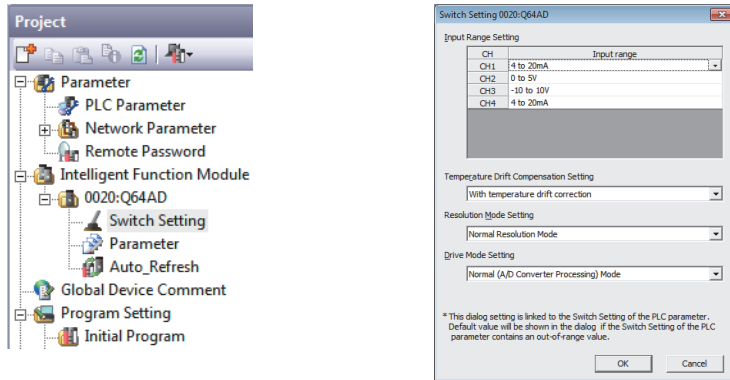 Project
Parameter
PLC Parameter
Network Parameter
Remote Password
Intelligent Function Module
0020:Q64AD
Switch Setting
Parameter
Auto_Refresh
Global Device Comment
Program Setting
Initial Program
Switch Setting 0020:Q64AD
Input Range Setting
CH Input range
CH1 4 to 20mA
CH2 0 to 5V
CH3 -10 to 10V
CH4 4 to 20mA
Temperature Drift Compensation Setting
With temperature drift correction
Resolution Mode Setting
Normal Resolution Mode
Drive Mode Setting
Normal (A/D Converter Processing) Mode
* This dialog setting is linked to the Switch Setting of the PLC parameter.
Default value will be shown in the dialog if the Switch Setting of the PLC
parameter contains an out-of-range value.
OK Cancel